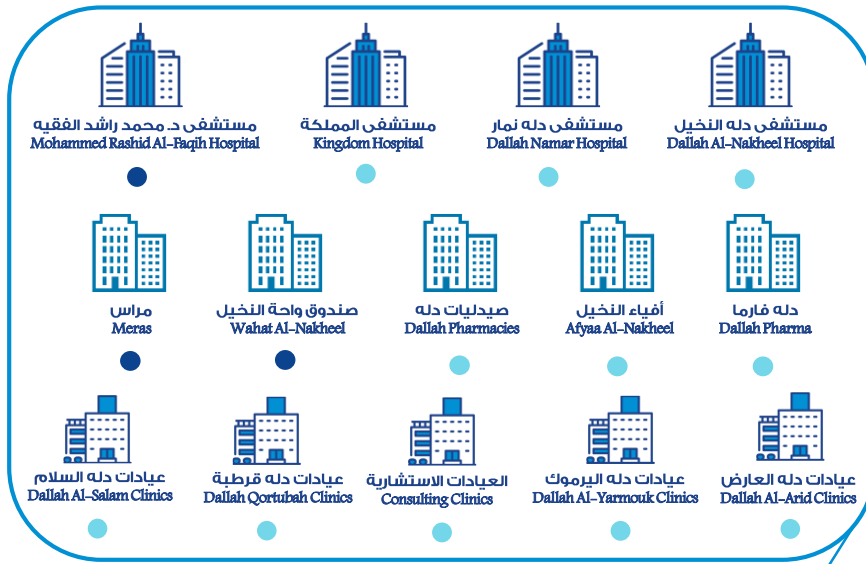 مستشفى دله النخيل
Dallah Al-Nakheel Hospital
مستشفى دله نمار
Dallah Namar Hospital
مستشفى المملكة
Kingdom Hospital
مستشفى د. محمد راشد الفقيه
Mohammed Rashid Al-Faqih Hospital
دله فارما
Dallah Pharma
أفياء النخيل
Afyaa Al-Nakheel
صيدليات دله
Dallah Pharmacies
صندوق واحة النخيل
Wahat Al-Nakheel
مراس
Meras
عيادات دله العارض
Dallah Al-Arid Clinics
عيادات دله اليرموك
Dallah Al-Yarmouk Clinics
العيادات الاستشارية
Consulting Clinics
عيادات دله قرطبة
Dallah Qortubah Clinics
عيادات دله السلام
Dallah Al-Salam Clinics